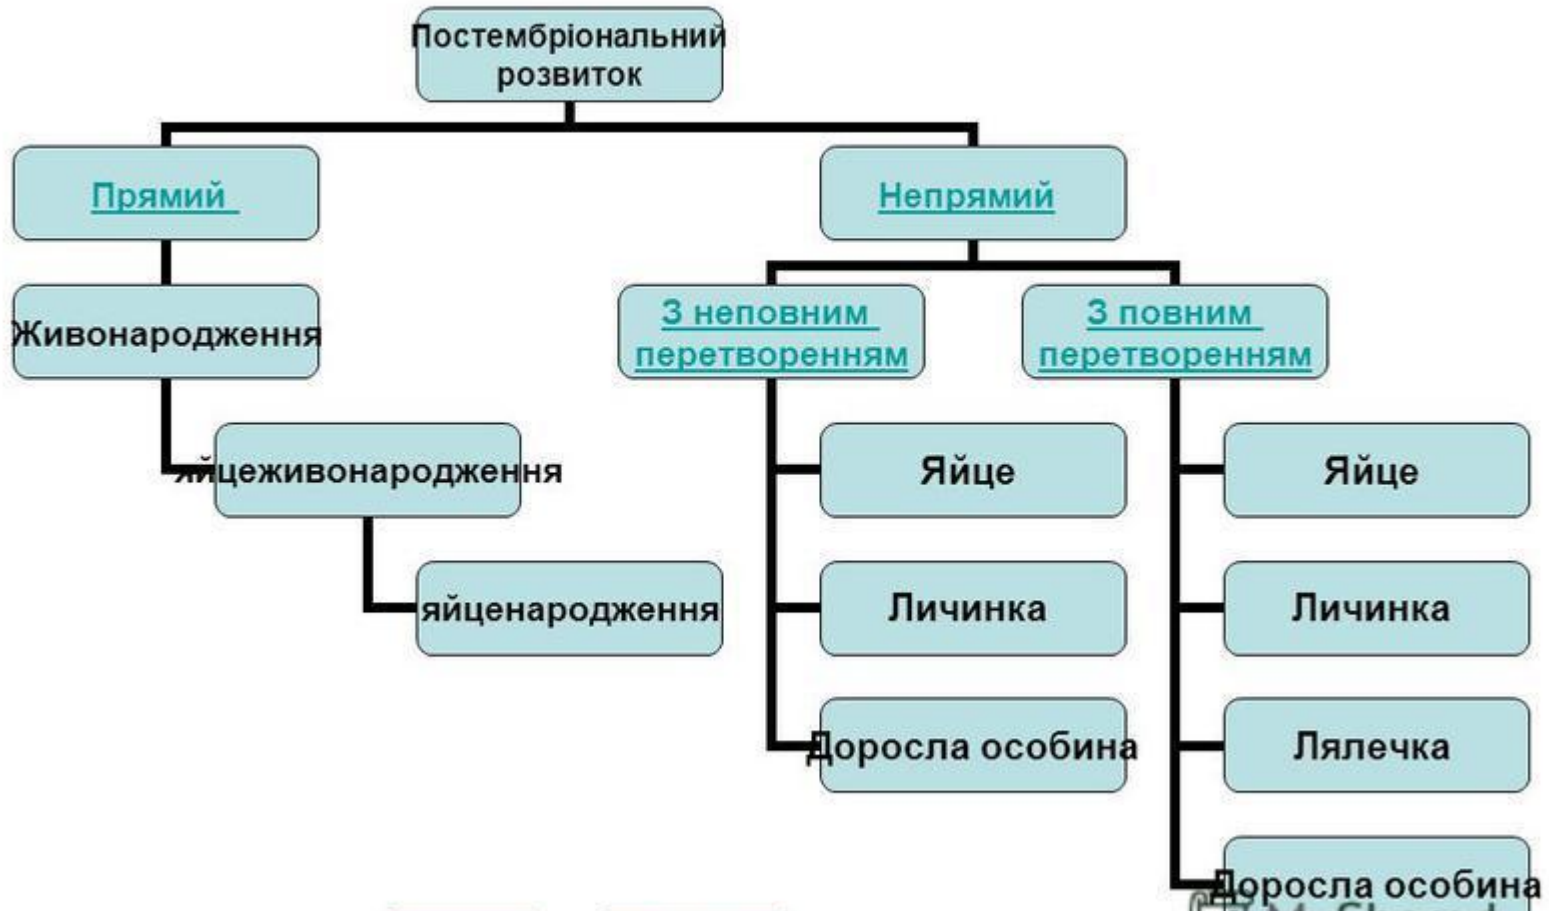 Постембріональний
розвиток
Прямий
Непрямий
Живонародження
З неповним
перетворенням
З повним
перетворенням
яйцеживонародження
Яйце
Яйце
яйценародження
Личинка
Личинка
Доросла особина
Лялечка
Доросла особина